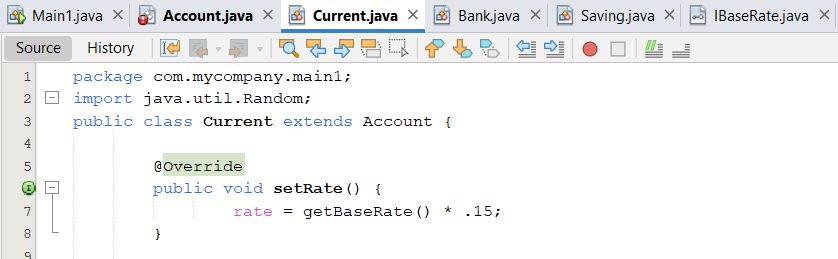 Main1.java Account.java Current.java Bank.java Saving.java IBaseRate.java
Source History
1 package com.mycompany.main1;
2 import java.util.Random;
3 public class Current extends Account {
4
5 @Override
public void setRate() {
7 rate = getBaseRate() * .15;
8 }
9